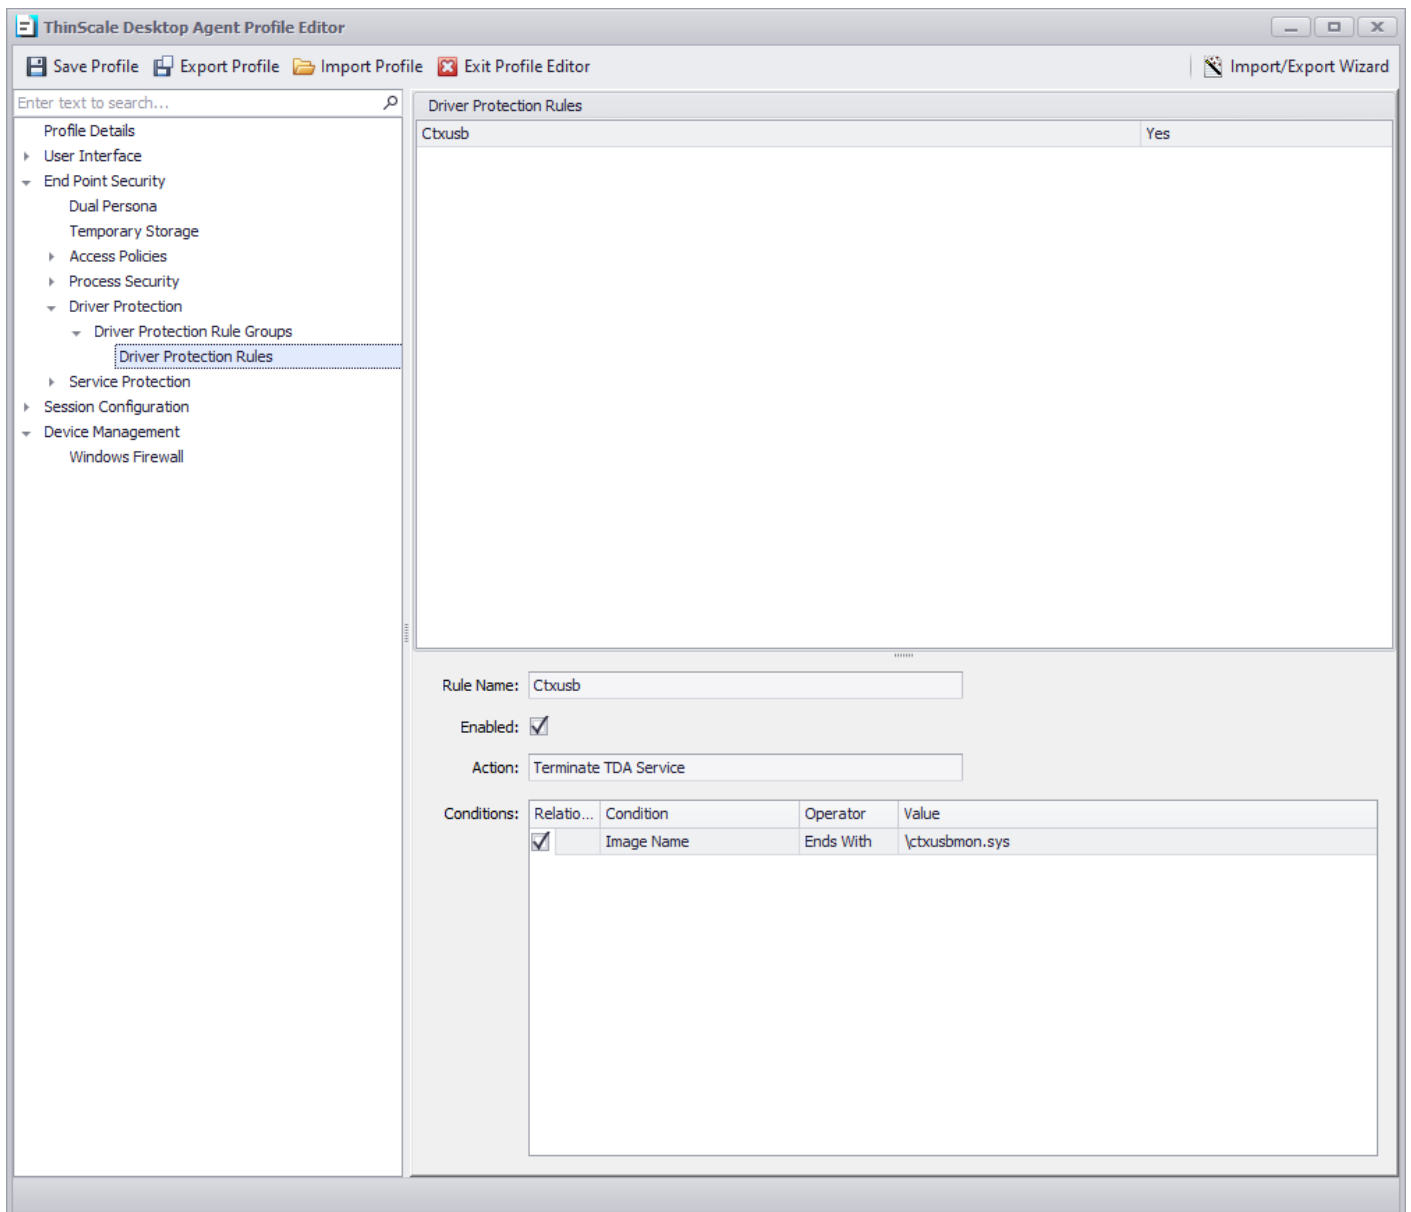 ThinScale Desktop Agent Profile Editor
Save Profile Export Profile Import Profile Exit Profile Editor Import/Export Wizard
Enter text to search...
Profile Details
User Interface
End Point Security
Dual Persona
Temporary Storage
Access Policies
Process Security
Driver Protection
Driver Protection Rule Groups
Driver Protection Rules
Service Protection
Session Configuration
Device Management
Windows Firewall
Driver Protection Rules
Ctxusb Yes
Rule Name: Ctxusb
Enabled:
Action: Terminate TDA Service
Conditions: Relatio... Condition Operator Value
Image Name Ends With \ctxusbmon.sys